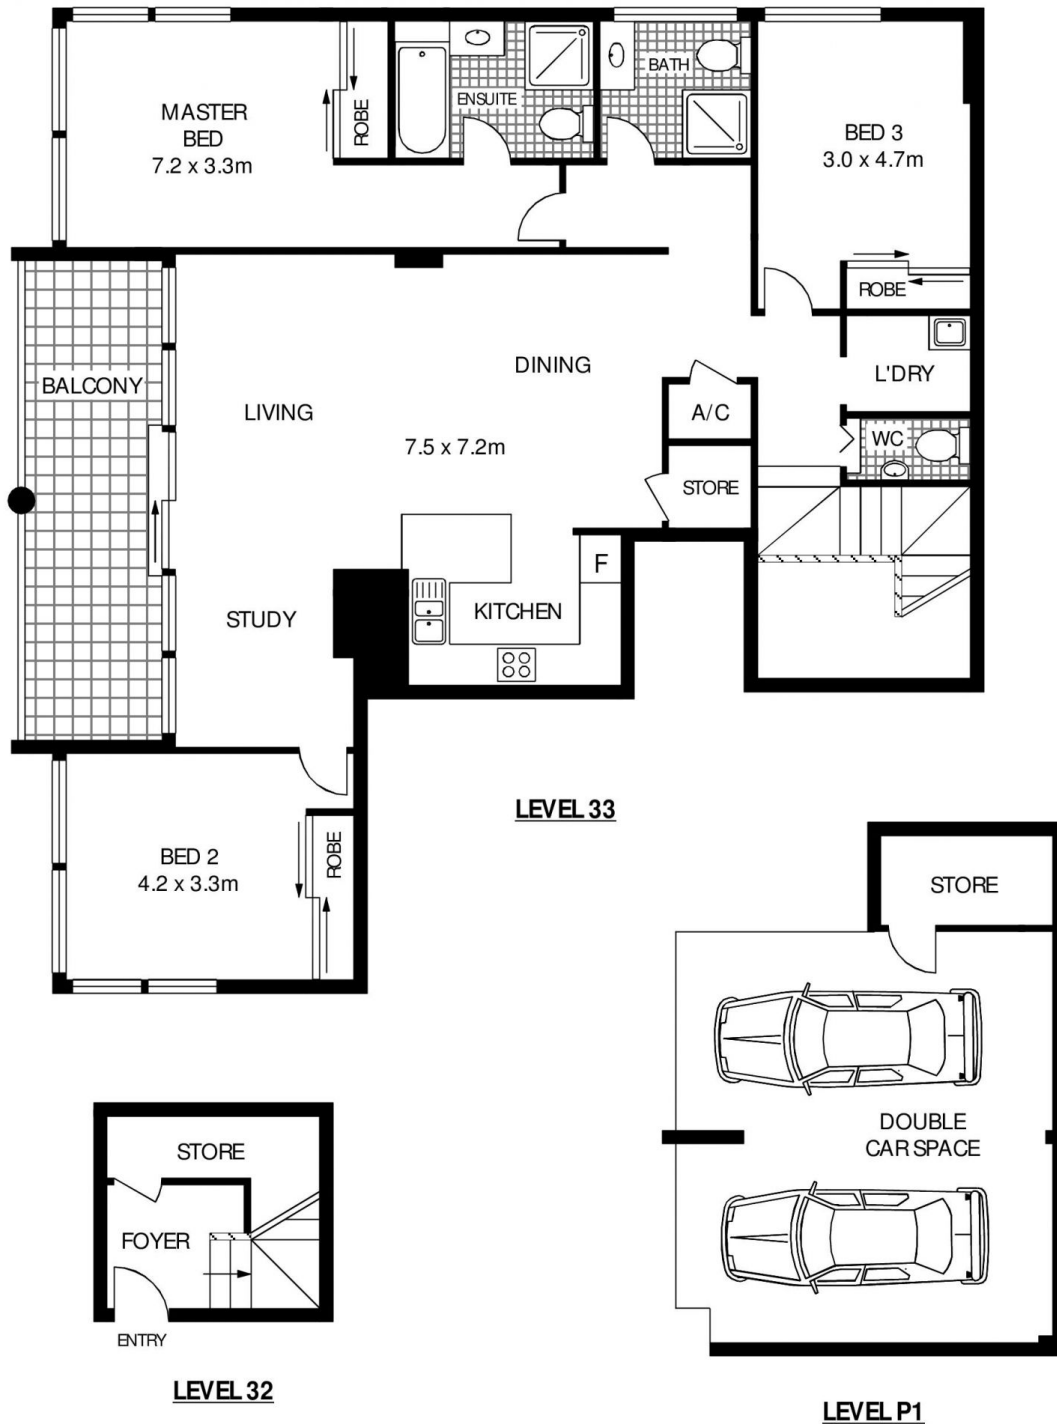 MASTER
BED
7.2 x 3.3m
ROBE
ENSUITE
BATH
BED 3
3.0 x 4.7m
ROBE
BALCONY
LIVING
DINING
7.5 x 7.2m
A/C
L'DRY
WC
STORE
F
STUDY
KITCHEN
LEVEL 33
BED 2
4.2 x 3.3m
ROBE
STORE
DOUBLE
CAR SPACE
STORE
FOYER
ENTRY
LEVEL 32
LEVEL P1